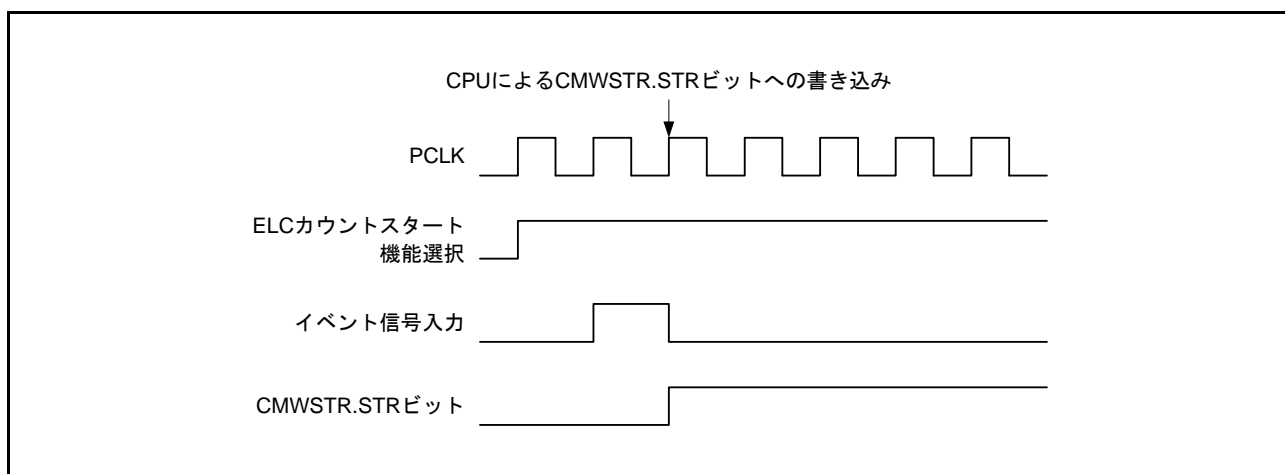 CPUによるCMWSTR.STRビットへの書き込み
PCLK
ELCカウントスタート
機能選択
イベント信号入力
CMWSTR.STRビット